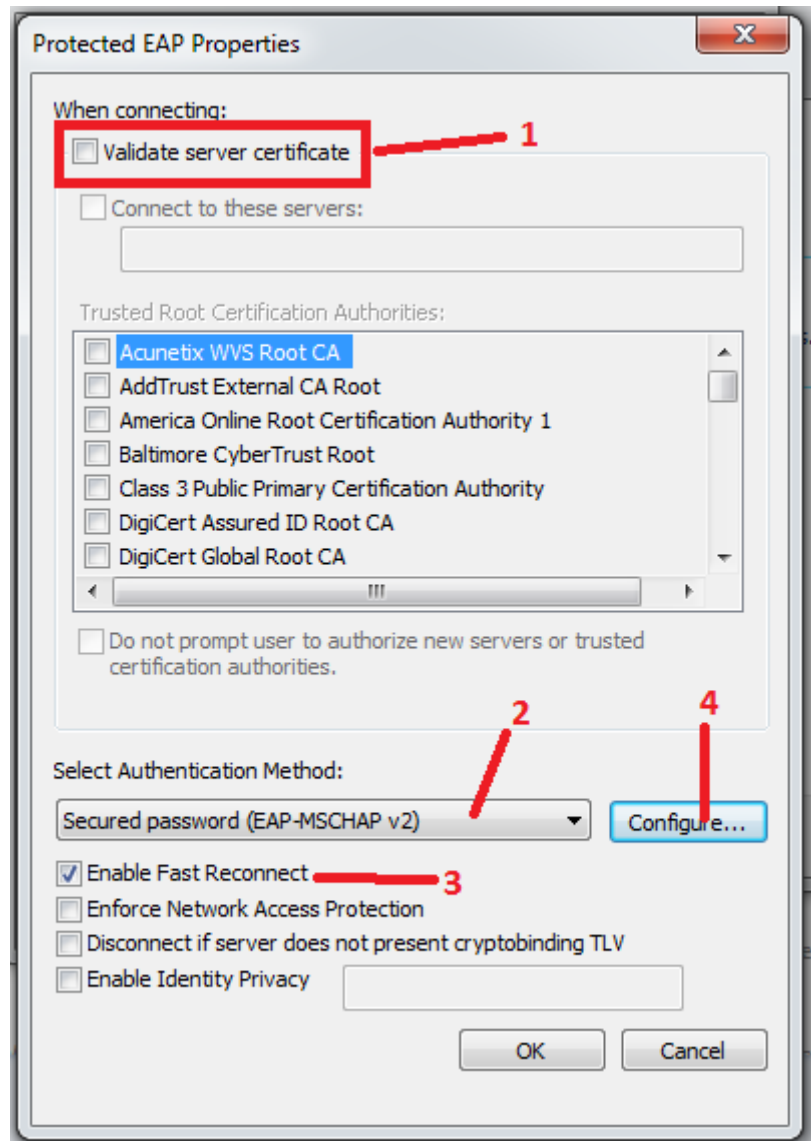 Protected EAP Properties
When connecting:
Validate server certificate
1
Connect to these servers:
Trusted Root Certification Authorities:
Acunetix WVS Root CA
AddTrust External CA Root
America Online Root Certification Authority 1
Baltimore CyberTrust Root
Class 3 Public Primary Certification Authority
DigiCert Assured ID Root CA
DigiCert Global Root CA
Do not prompt user to authorize new servers or trusted
certification authorities.
2
4
Select Authentication Method:
Secured password (EAP-MSCHAP v2)
Configure...
Enable Fast Reconnect
3
Enforce Network Access Protection
Disconnect if server does not present cryptobinding TLV
Enable Identity Privacy
OK
Cancel